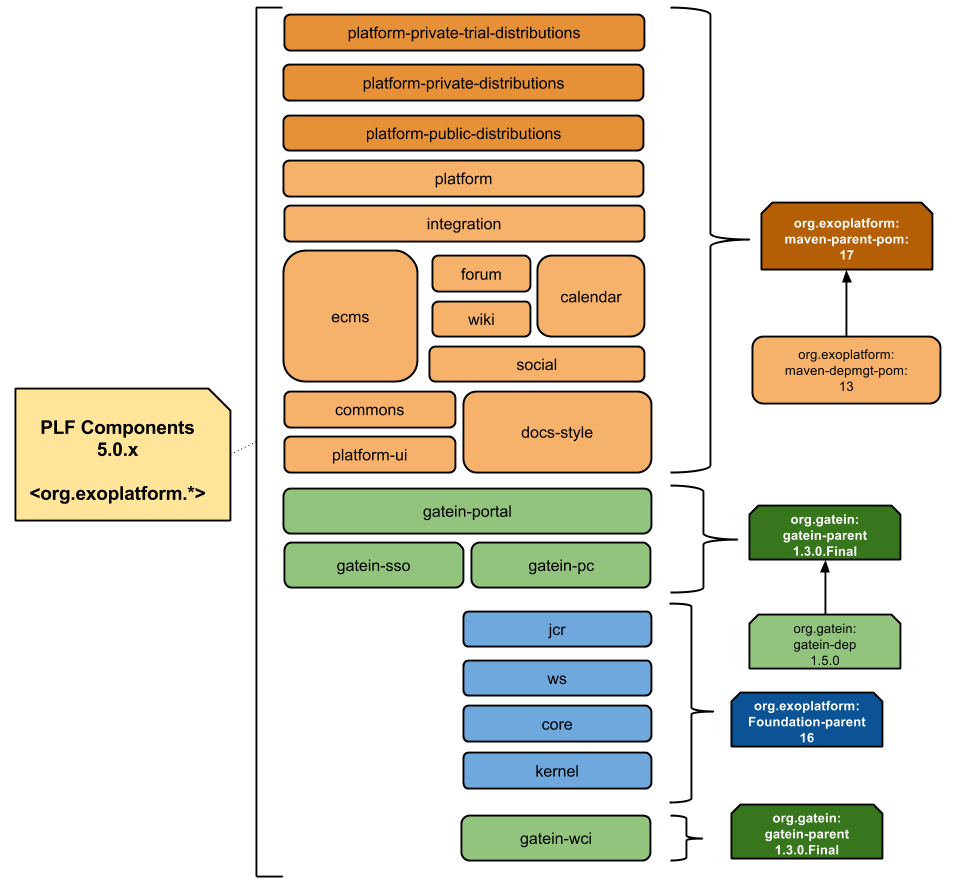 platform-private-trial-distributions
platform-private-distributions
platform-public-distributions
platform
integration
ecms
forum
wiki
calendar
social
commons
platform-ui
docs-style
gatein-portal
gatein-sso
gatein-pc
jcr
ws
core
kernel
gatein-wci
PLF Components
5.0.x
<org.exoplatform.*>
org.exoplatform:
maven-parent-pom:
17
org.exoplatform:
maven-depmgt-pom:
13
org.gatein:
gatein-parent
1.3.0.Final
org.gatein:
gatein-dep
1.5.0
org.exoplatform:
Foundation-parent
16
org.gatein:
gatein-parent
1.3.0.Final